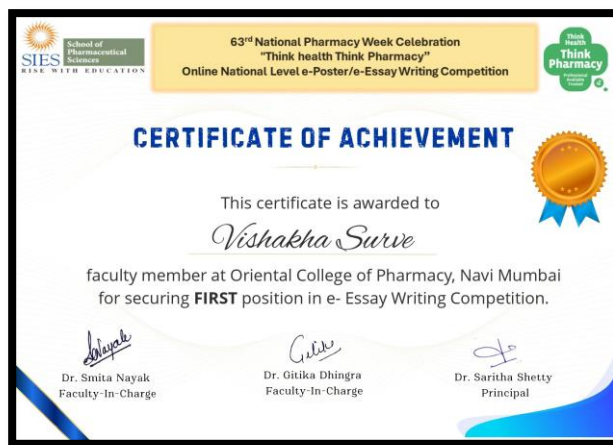 SIES
School of
Pharmaceutical
Sciences
RISE WITH EDUCATION
63rd National Pharmacy Week Celebration
"Think health Think Pharmacy"
Online National Level e-Poster/e-Essay Writing Competition
Think
Health
Think
Pharmacy
Professional
Available
Trusted
CERTIFICATE OF ACHIEVEMENT
This certificate is awarded to
Vishakha Surve
faculty member at Oriental College of Pharmacy, Navi Mumbai
for securing FIRST position in e- Essay Writing Competition.
Dr. Smita Nayak
Faculty-In-Charge
Dr. Gitika Dhingra
Faculty-In-Charge
Dr. Saritha Shetty
Principal